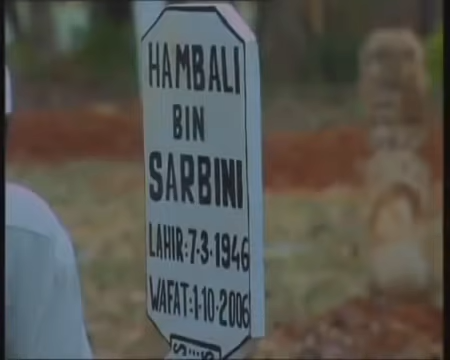 HAMBALI
BIN
SARBINI
LAHIR:7-3-1946
WAFAT:1-10-2006